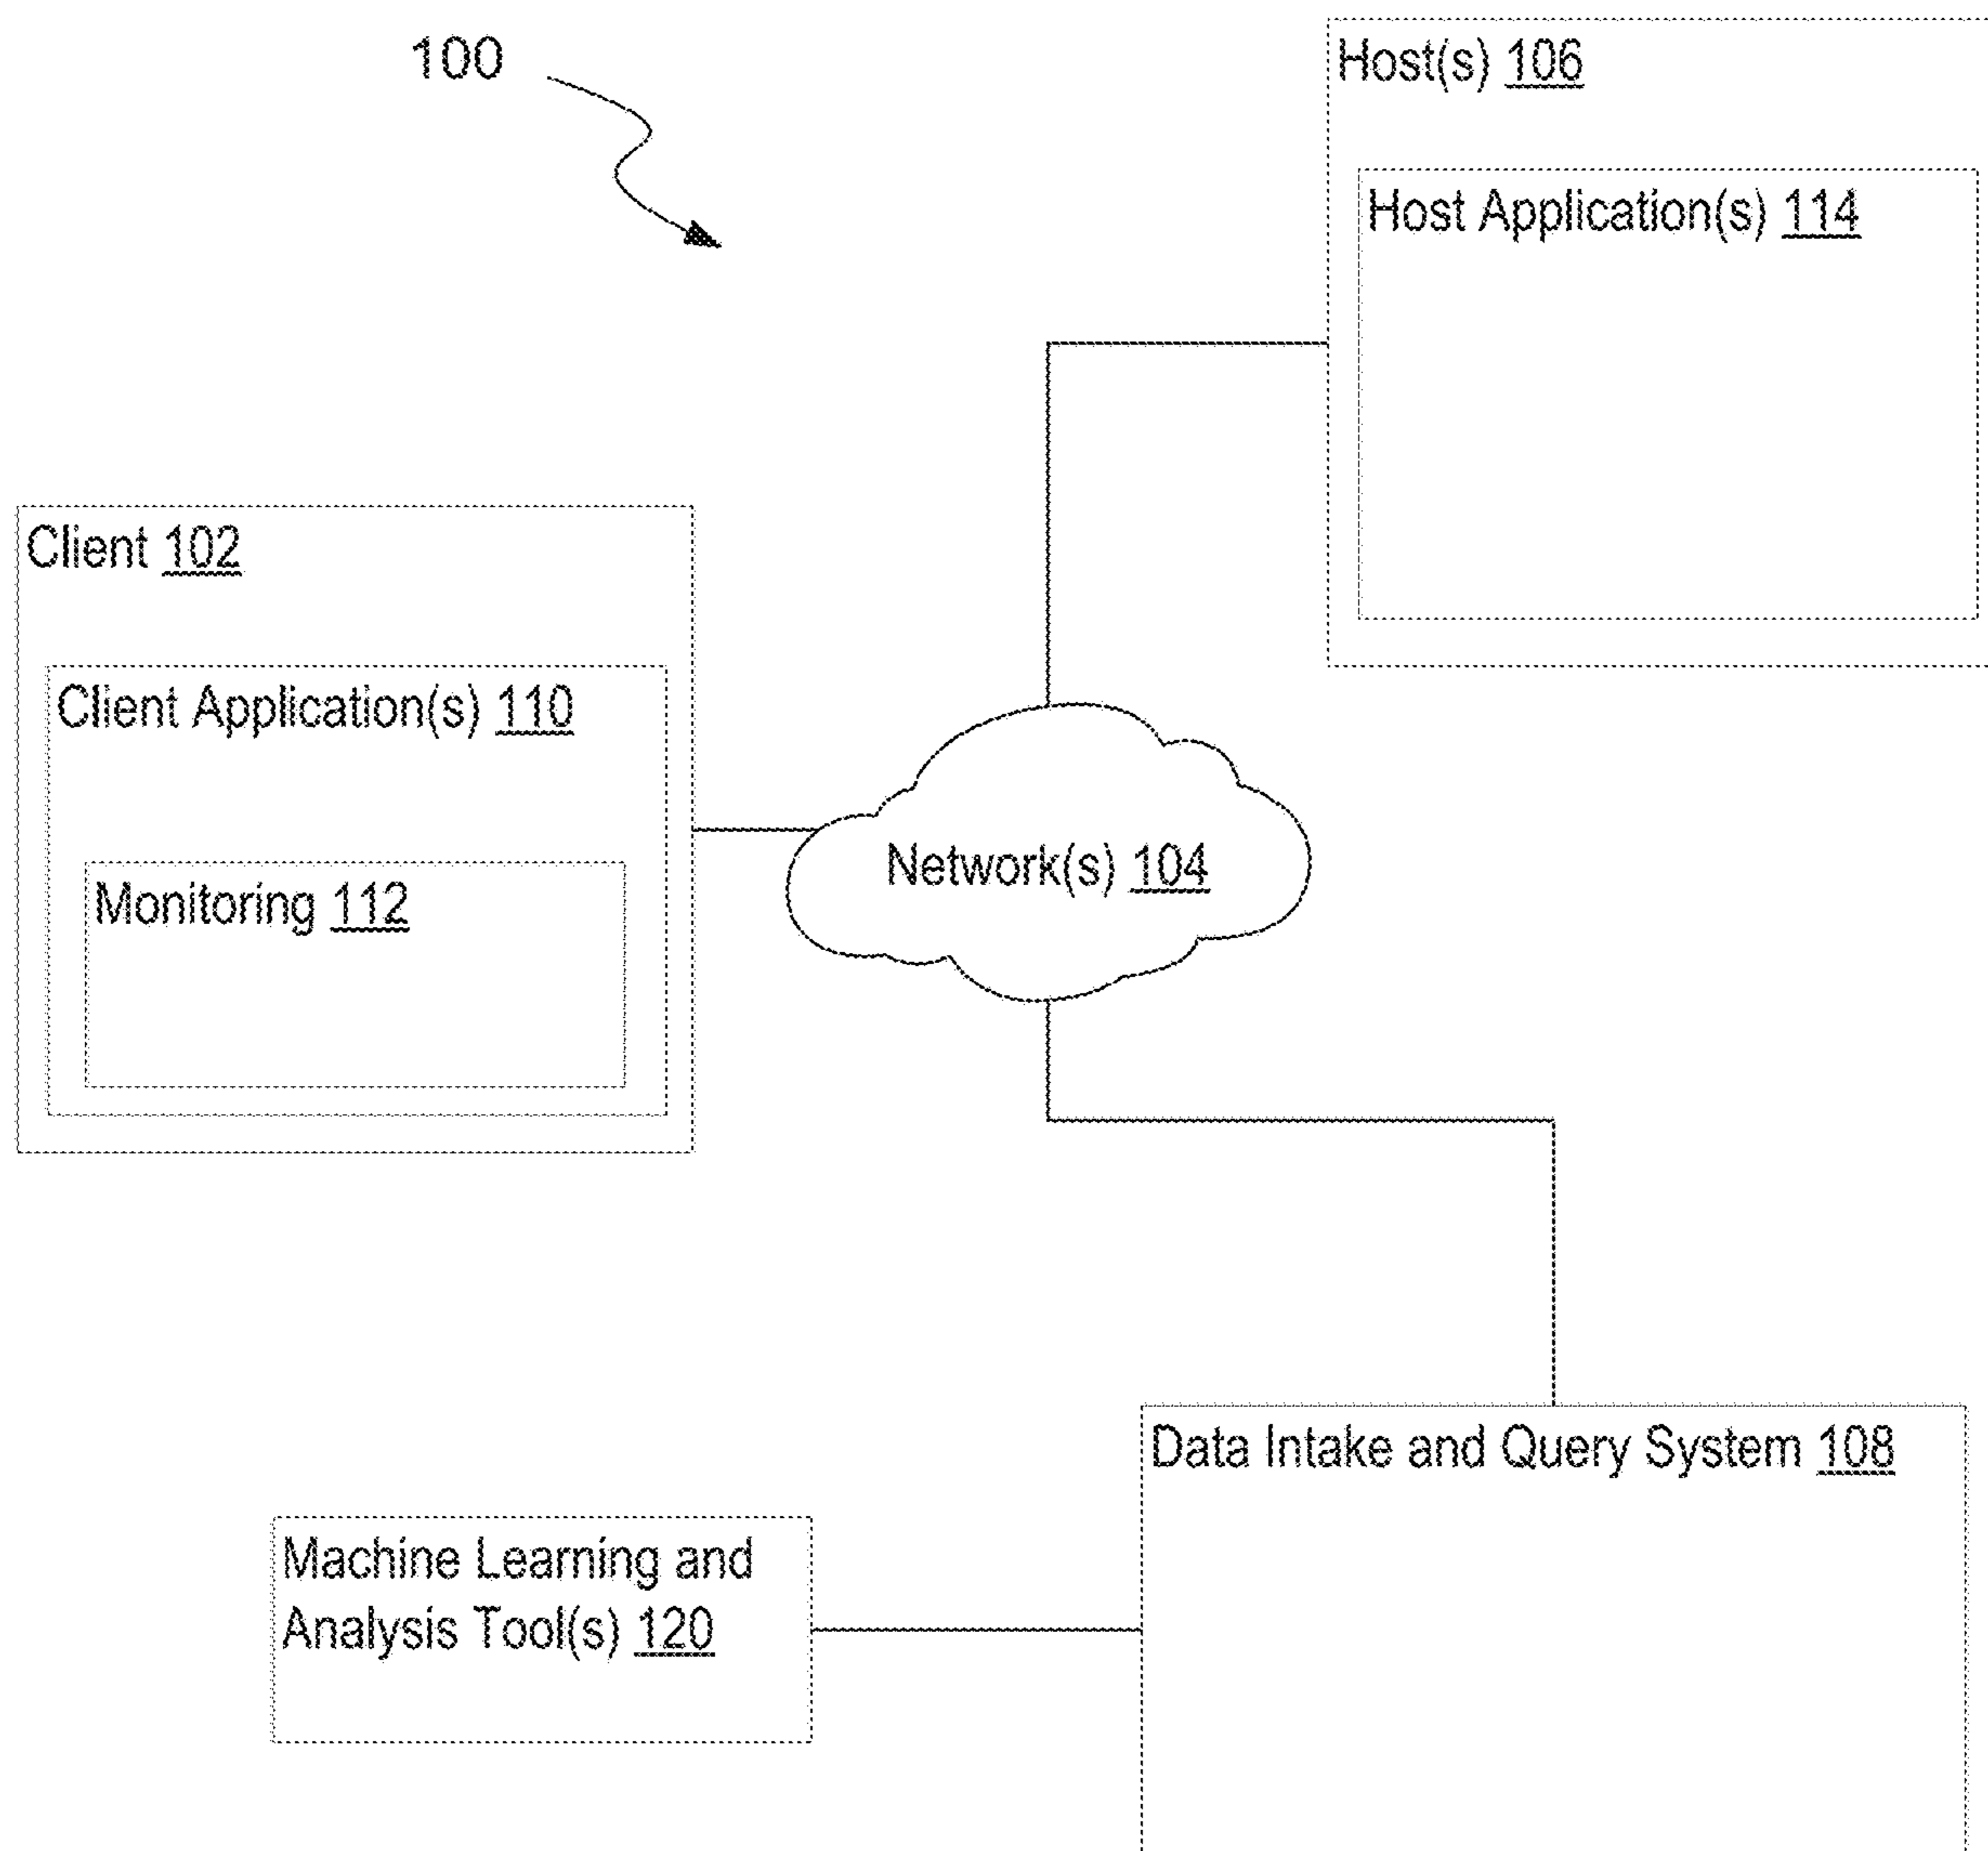 100
Host(s) 106
Host Application(s) 114
Client 102
Client Application(s) 110
Monitoring 112
Network(s) 104
Data Intake and Query System 108
Machine Learning and
Analysis Tool(s) 120